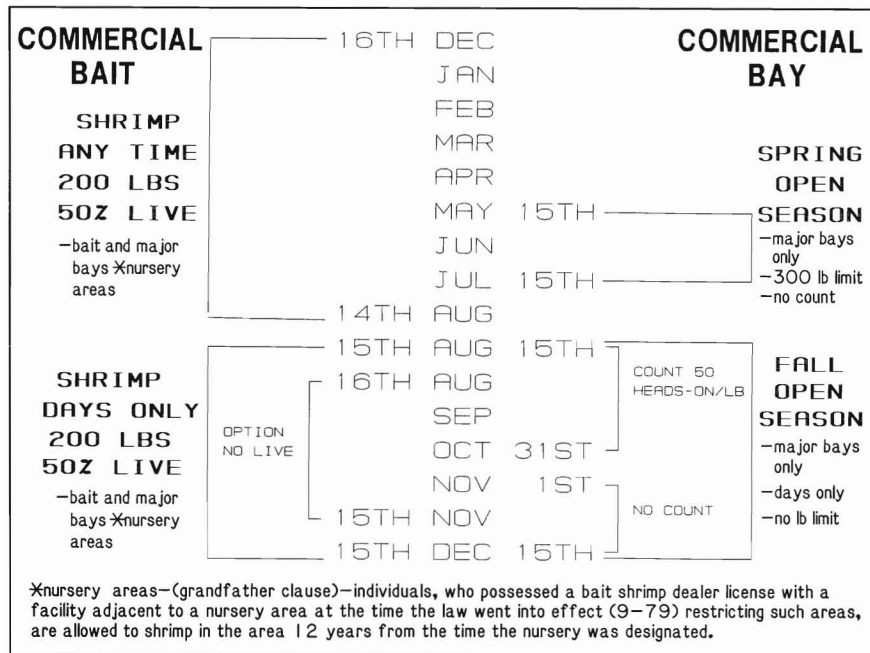 COMMERCIAL
BAIT
SHRIMP
ANY TIME
200 LBS
50% LIVE
-bait and major
bays *nursery
areas
SHRIMP
DAYS ONLY
200 LBS
50% LIVE
-bait and major
bays *nursery
areas
OPTION
NO LIVE
16TH DEC
JAN
FEB
MAR
APR
MAY 15TH
JUN
JUL 15TH
14TH AUG
15TH AUG 15TH
16TH AUG
SEP
OCT 31ST
NOV 1ST
15TH NOV
15TH DEC 15TH
COMMERCIAL
BAY
SPRING
OPEN
SEASON
-major bays
only
-300 lb limit
-no count
COUNT 50
HEADS-ON/LB
NO COUNT
FALL
OPEN
SEASON
-major bays
only
-days only
-no lb limit
*nursery areas-(grandfather clause)-individuals, who possessed a bait shrimp dealer license with a
facility adjacent to a nursery area at the time the law went into effect (9-79) restricting such areas,
are allowed to shrimp in the area 12 years from the time the nursery was designated.